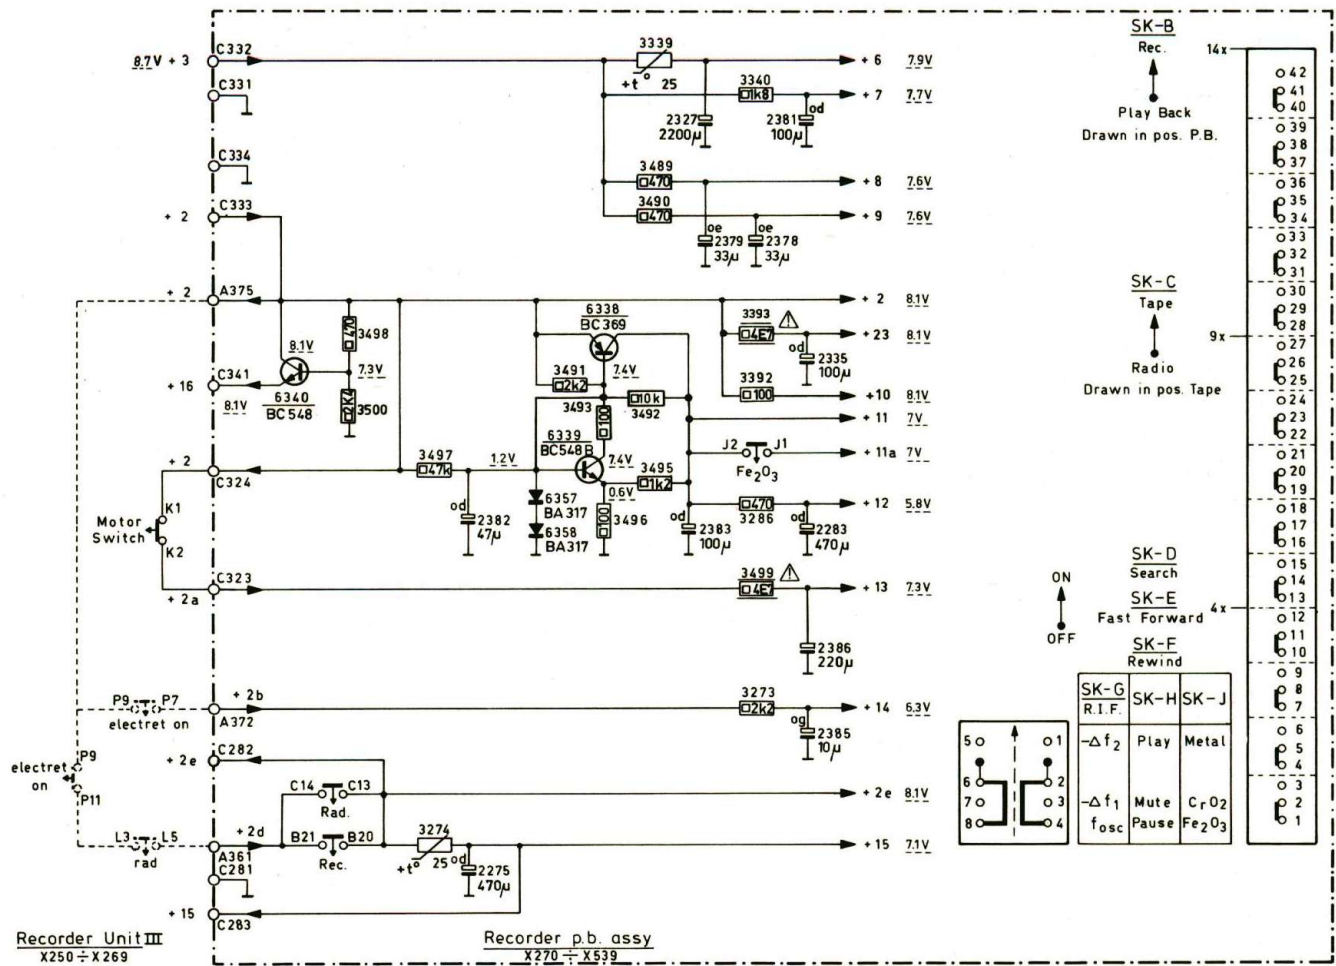 C332
8.7V + 3
3339
+t° 25
+ 6 7.9V
C331
3340
1k8
+ 7 7.7V
2327
2200µ
od
2381
100µ
C334
3489
470
+ 8 7.6V
+ 2 C333
3490
470
+ 9 7.6V
oe
2379
33µ
oe
2378
33µ
+ 2 A375
+ 2 8.1V
470
3498
6338
BC369
3393
4E7
+ 23 8.1V
od
2335
100µ
8.1V
7.3V
7.4V
3491
2k2
+ 16 C341
8.1V
6340
BC548
2K4
3500
3493
100
10k
3492
3392
100
+10 8.1V
+ 11 7V
6339
BC548B
J2 J1
Fe2O3
+ 11a 7V
+ 2
C324
3497
47k
1.2V
7.4V
3495
1k2
0.6V
6357
BA317
6358
BA317
100
3496
od
2382
47µ
od
2383
100µ
470
3286
+ 12 5.8V
od
2283
470µ
K1
Motor
Switch
K2
C323
+ 2a
3499
4E7
+ 13 7.3V
2386
220µ
P9 P7
electret on
+ 2b
A372
3273
2k2
+ 14 6.3V
og
2385
10µ
P9
electret
on
P11
C282
+ 2e
C14 C13
Rad.
+ 2e 8.1V
L3 L5
rad
+2d
A361
B21 B20
Rec.
3274
+t° 25
od
2275
470µ
+ 15 7.1V
C281
+ 15
C283
Recorder Unit III
X250 ÷ X269
Recorder p.b. assy
X270 ÷ X539
SK-B
Rec.
Play Back
Drawn in pos. P.B.
SK-C
Tape
Radio
Drawn in pos. Tape
ON
OFF
SK-D
Search
SK-E
Fast Forward
SK-F
Rewind
SK-G
R.I.F.
SK-H
SK-J
-Δf2 Play Metal
-Δf1 Mute CrO2
fosc Pause Fe2O3
5 1
6 2
7 3
8 4
14x
9x
4x
42
41
40
39
38
37
36
35
34
33
32
31
30
29
28
27
26
25
24
23
22
21
20
19
18
17
16
15
14
13
12
11
10
9
8
7
6
5
4
3
2
1